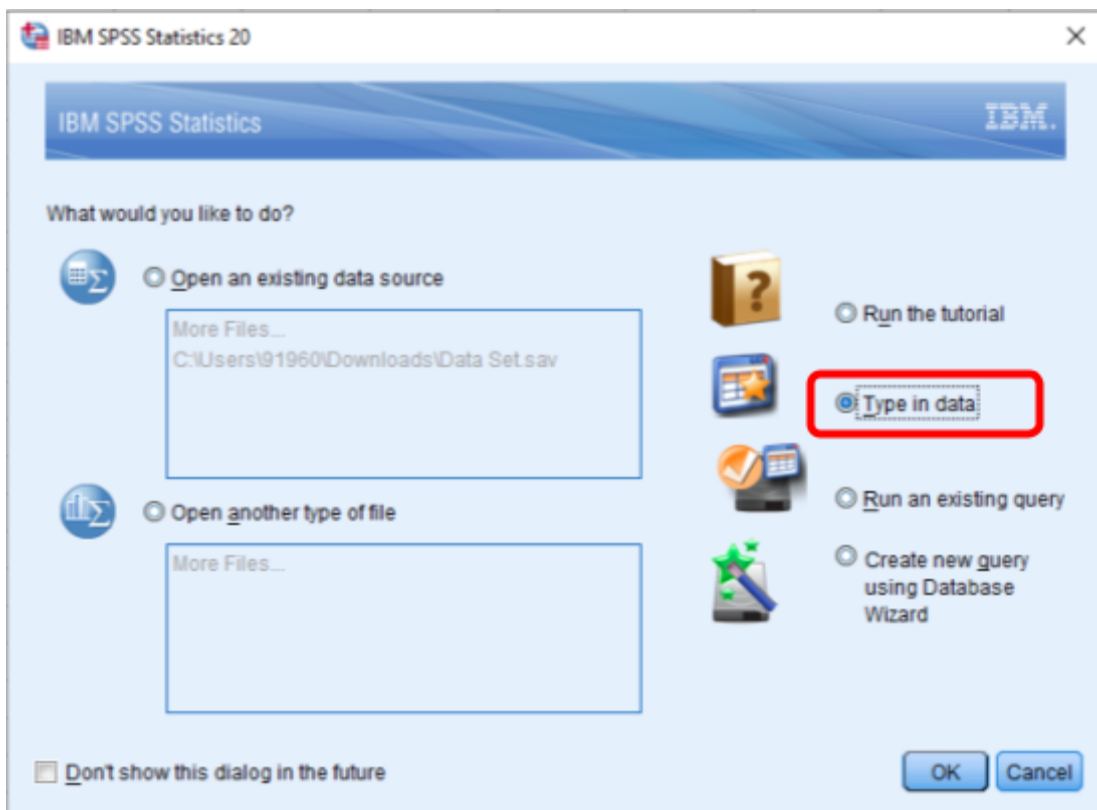 IBM SPSS Statistics 20
IBM SPSS Statistics
IBM.
What would you like to do?
Open an existing data source
More Files...
C:\Users\91960\Downloads\Data Set.sav
Open another type of file
More Files...
?
Run the tutorial
Type in data
Run an existing query
Create new query
using Database
Wizard
Don't show this dialog in the future
OK
Cancel